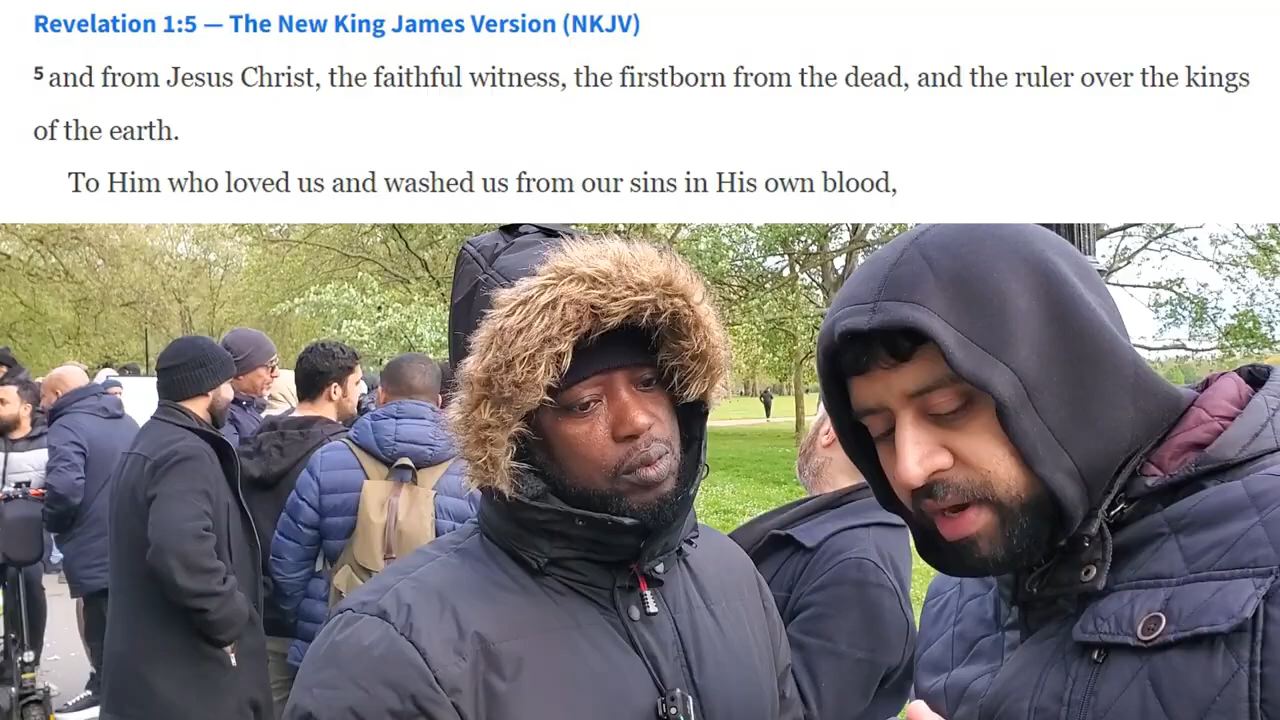 Revelation 1:5 — The New King James Version (NKJV)
5 and from Jesus Christ, the faithful witness, the firstborn from the dead, and the ruler over the kings
of the earth.
To Him who loved us and washed us from our sins in His own blood,